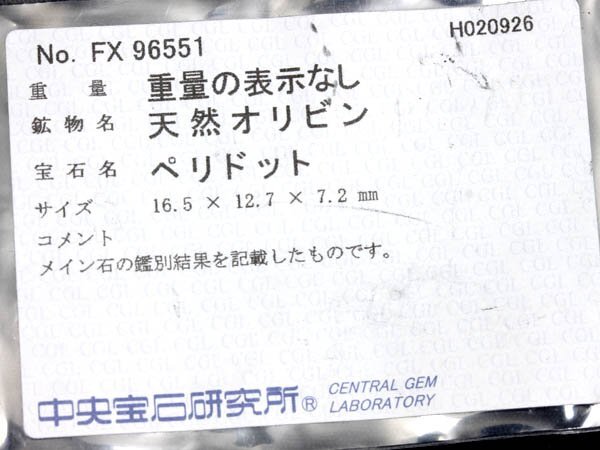 No. FX 96551
H020926
重量 重量の表示なし
鉱物名 天然オリビン
宝石名 ペリドット
サイズ 16.5 × 12.7 × 7.2 mm
コメント
メイン石の鑑別結果を記載したものです。
中央宝石研究所® CENTRAL GEM
LABORATORY